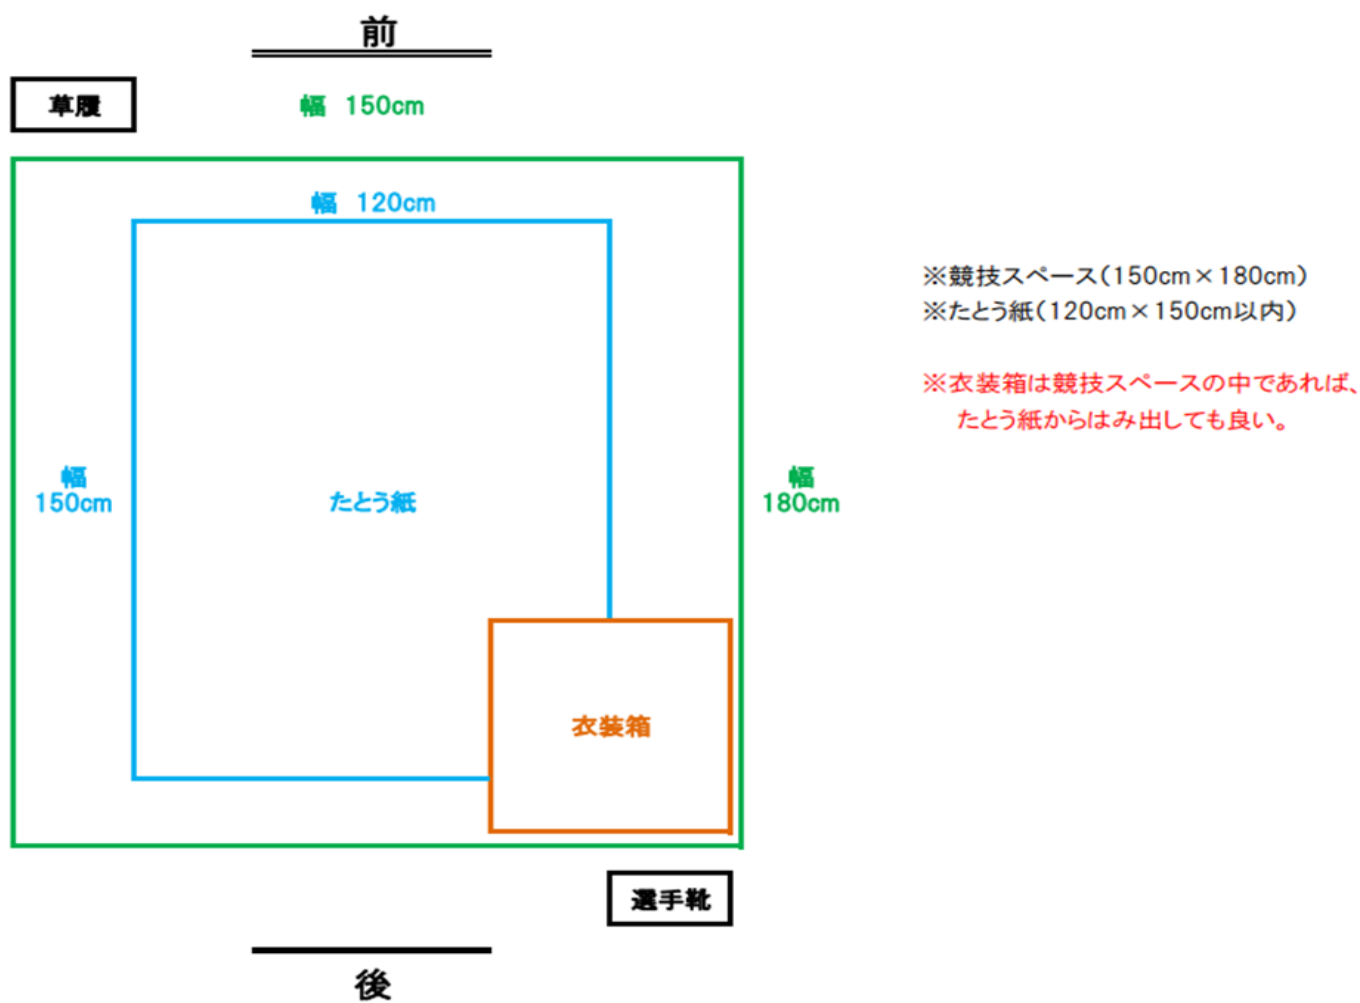 前
草履
幅 150cm
幅 120cm
※競技スペース(150cm×180cm)
※たとう紙(120cm×150cm以内)
※衣装箱は競技スペースの中であれば、
たとう紙からはみ出しても良い。
幅
150cm
たとう紙
幅
180cm
衣装箱
選手靴
後